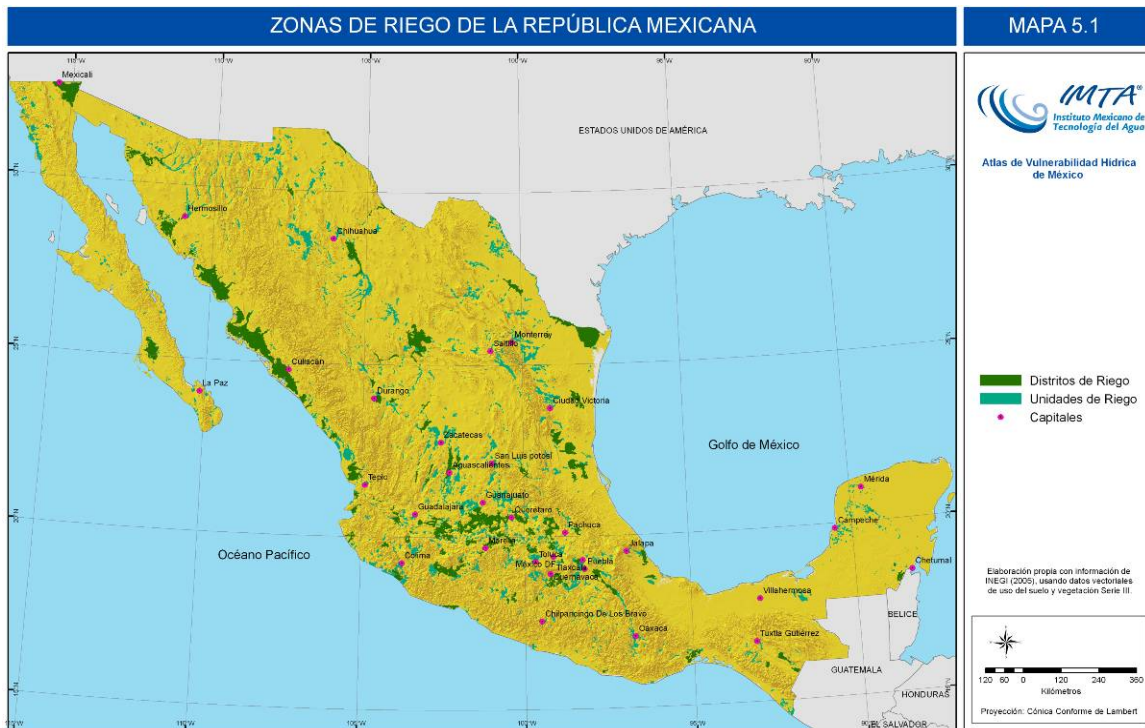 ZONAS DE RIEGO DE LA REPÚBLICA MEXICANA
MAPA 5.1
IMTA®
Instituto Mexicano de
Tecnología del Agua
Atlas de Vulnerabilidad Hídrica
de México
Distritos de Riego
Unidades de Riego
Capitales
Elaboración propia con información de
INEGI (2005), usando datos vectoriales
de uso del suelo y vegetación Serie III.
120 60 0 120 240 360
Kilómetros
Proyección: Cónica Conforme de Lambert
ESTADOS UNIDOS DE AMÉRICA
Golfo de México
Océano Pacífico
BELICE
GUATEMALA
HONDURAS
EL SALVADOR
Mexicali
Hermosillo
Chihuahua
Monterrey
Saltillo
Culiacán
La Paz
Durango
Ciudad Victoria
Zacatecas
San Luis potosí
Aguascalientes
Tepic
Guanajuato
Guadalajara
Querétaro
Pachuca
Mérida
Campeche
Morelia
Jalapa
Colima
Toluca
México DF
Puebla
Tlaxcala
Cuernavaca
Chetumal
Villahermosa
Chilpancingo De Los Bravo
Oaxaca
Tuxtla Gutiérrez